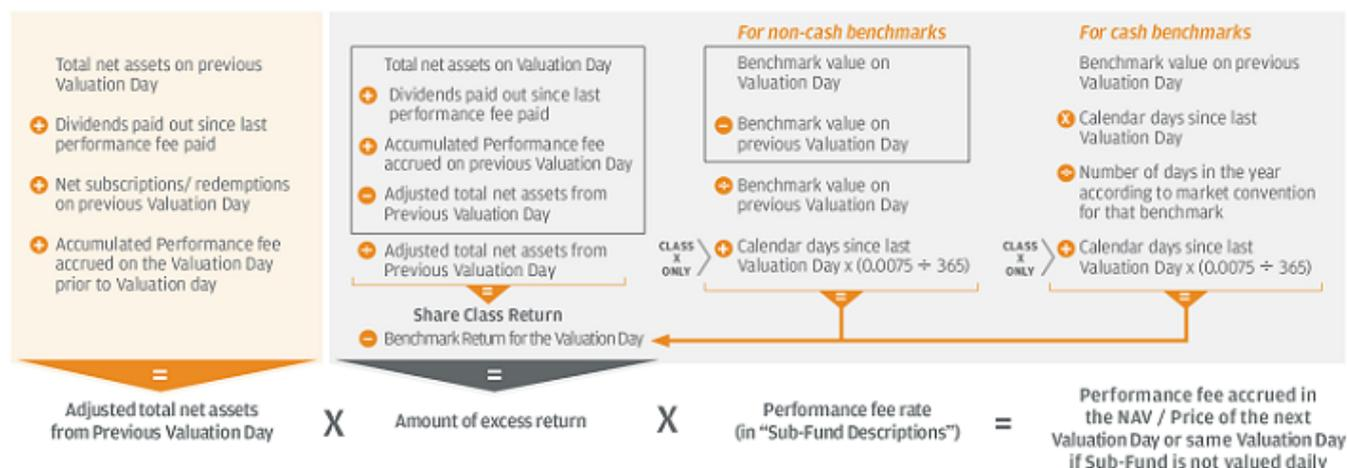 Total net assets on previous
Valuation Day
+ Dividends paid out since last
performance fee paid
+ Net subscriptions/ redemptions
on previous Valuation Day
+ Accumulated Performance fee
accrued on the Valuation Day
prior to Valuation day
=
Adjusted total net assets
from Previous Valuation Day
X
Total net assets on Valuation Day
+ Dividends paid out since last
performance fee paid
+ Accumulated Performance fee
accrued on previous Valuation Day
− Adjusted total net assets from
Previous Valuation Day
+ Adjusted total net assets from
Previous Valuation Day
=
Share Class Return
− Benchmark Return for the Valuation Day
=
Amount of excess return
X
For non-cash benchmarks
Benchmark value on
Valuation Day
− Benchmark value on
previous Valuation Day
÷ Benchmark value on
previous Valuation Day
CLASS
X
ONLY
+ Calendar days since last
Valuation Day x (0.0075 ÷ 365)
=
Performance fee rate
(in “Sub-Fund Descriptions”)
=
For cash benchmarks
Benchmark value on previous
Valuation Day
x Calendar days since last
Valuation Day
÷ Number of days in the year
according to market convention
for that benchmark
CLASS
X
ONLY
+ Calendar days since last
Valuation Day x (0.0075 ÷ 365)
=
Performance fee accrued in
the NAV / Price of the next
Valuation Day or same Valuation Day
if Sub-Fund is not valued daily